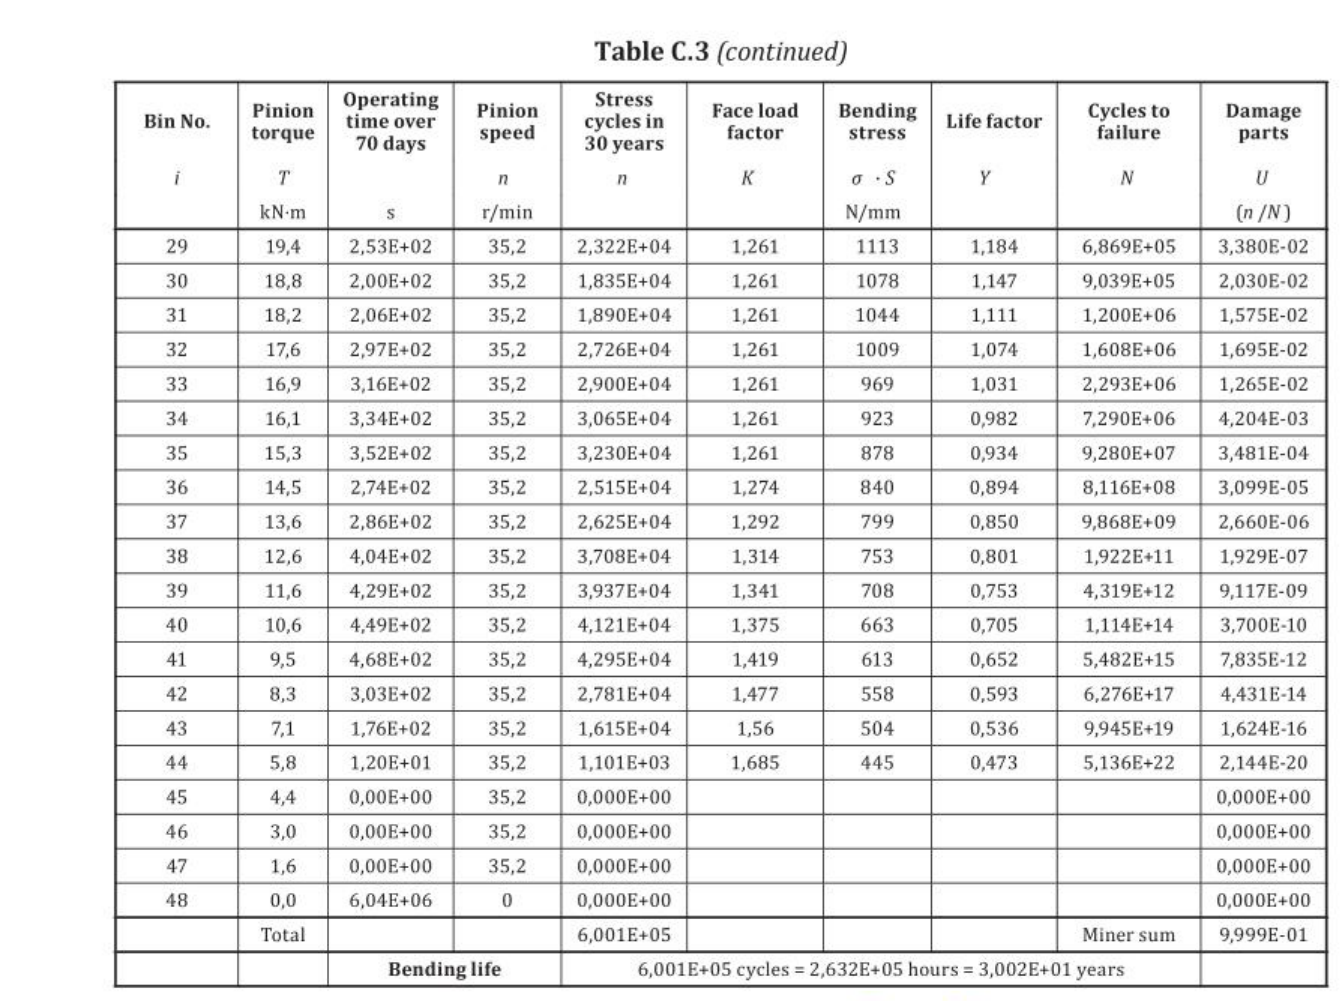 Table C.3 (continued)
Bin No. Pinion torque Operating time over 70 days Pinion speed Stress cycles in 30 years Face load factor Bending stress Life factor Cycles to failure Damage parts
i T n n K σ · S Y N U
kN·m s r/min N/mm (n /N)
29 19,4 2,53E+02 35,2 2,322E+04 1,261 1113 1,184 6,869E+05 3,380E-02
30 18,8 2,00E+02 35,2 1,835E+04 1,261 1078 1,147 9,039E+05 2,030E-02
31 18,2 2,06E+02 35,2 1,890E+04 1,261 1044 1,111 1,200E+06 1,575E-02
32 17,6 2,97E+02 35,2 2,726E+04 1,261 1009 1,074 1,608E+06 1,695E-02
33 16,9 3,16E+02 35,2 2,900E+04 1,261 969 1,031 2,293E+06 1,265E-02
34 16,1 3,34E+02 35,2 3,065E+04 1,261 923 0,982 7,290E+06 4,204E-03
35 15,3 3,52E+02 35,2 3,230E+04 1,261 878 0,934 9,280E+07 3,481E-04
36 14,5 2,74E+02 35,2 2,515E+04 1,274 840 0,894 8,116E+08 3,099E-05
37 13,6 2,86E+02 35,2 2,625E+04 1,292 799 0,850 9,868E+09 2,660E-06
38 12,6 4,04E+02 35,2 3,708E+04 1,314 753 0,801 1,922E+11 1,929E-07
39 11,6 4,29E+02 35,2 3,937E+04 1,341 708 0,753 4,319E+12 9,117E-09
40 10,6 4,49E+02 35,2 4,121E+04 1,375 663 0,705 1,114E+14 3,700E-10
41 9,5 4,68E+02 35,2 4,295E+04 1,419 613 0,652 5,482E+15 7,835E-12
42 8,3 3,03E+02 35,2 2,781E+04 1,477 558 0,593 6,276E+17 4,431E-14
43 7,1 1,76E+02 35,2 1,615E+04 1,56 504 0,536 9,945E+19 1,624E-16
44 5,8 1,20E+01 35,2 1,101E+03 1,685 445 0,473 5,136E+22 2,144E-20
45 4,4 0,00E+00 35,2 0,000E+00 0,000E+00
46 3,0 0,00E+00 35,2 0,000E+00 0,000E+00
47 1,6 0,00E+00 35,2 0,000E+00 0,000E+00
48 0,0 6,04E+06 0 0,000E+00 0,000E+00
Total 6,001E+05 Miner sum 9,999E-01
Bending life 6,001E+05 cycles = 2,632E+05 hours = 3,002E+01 years